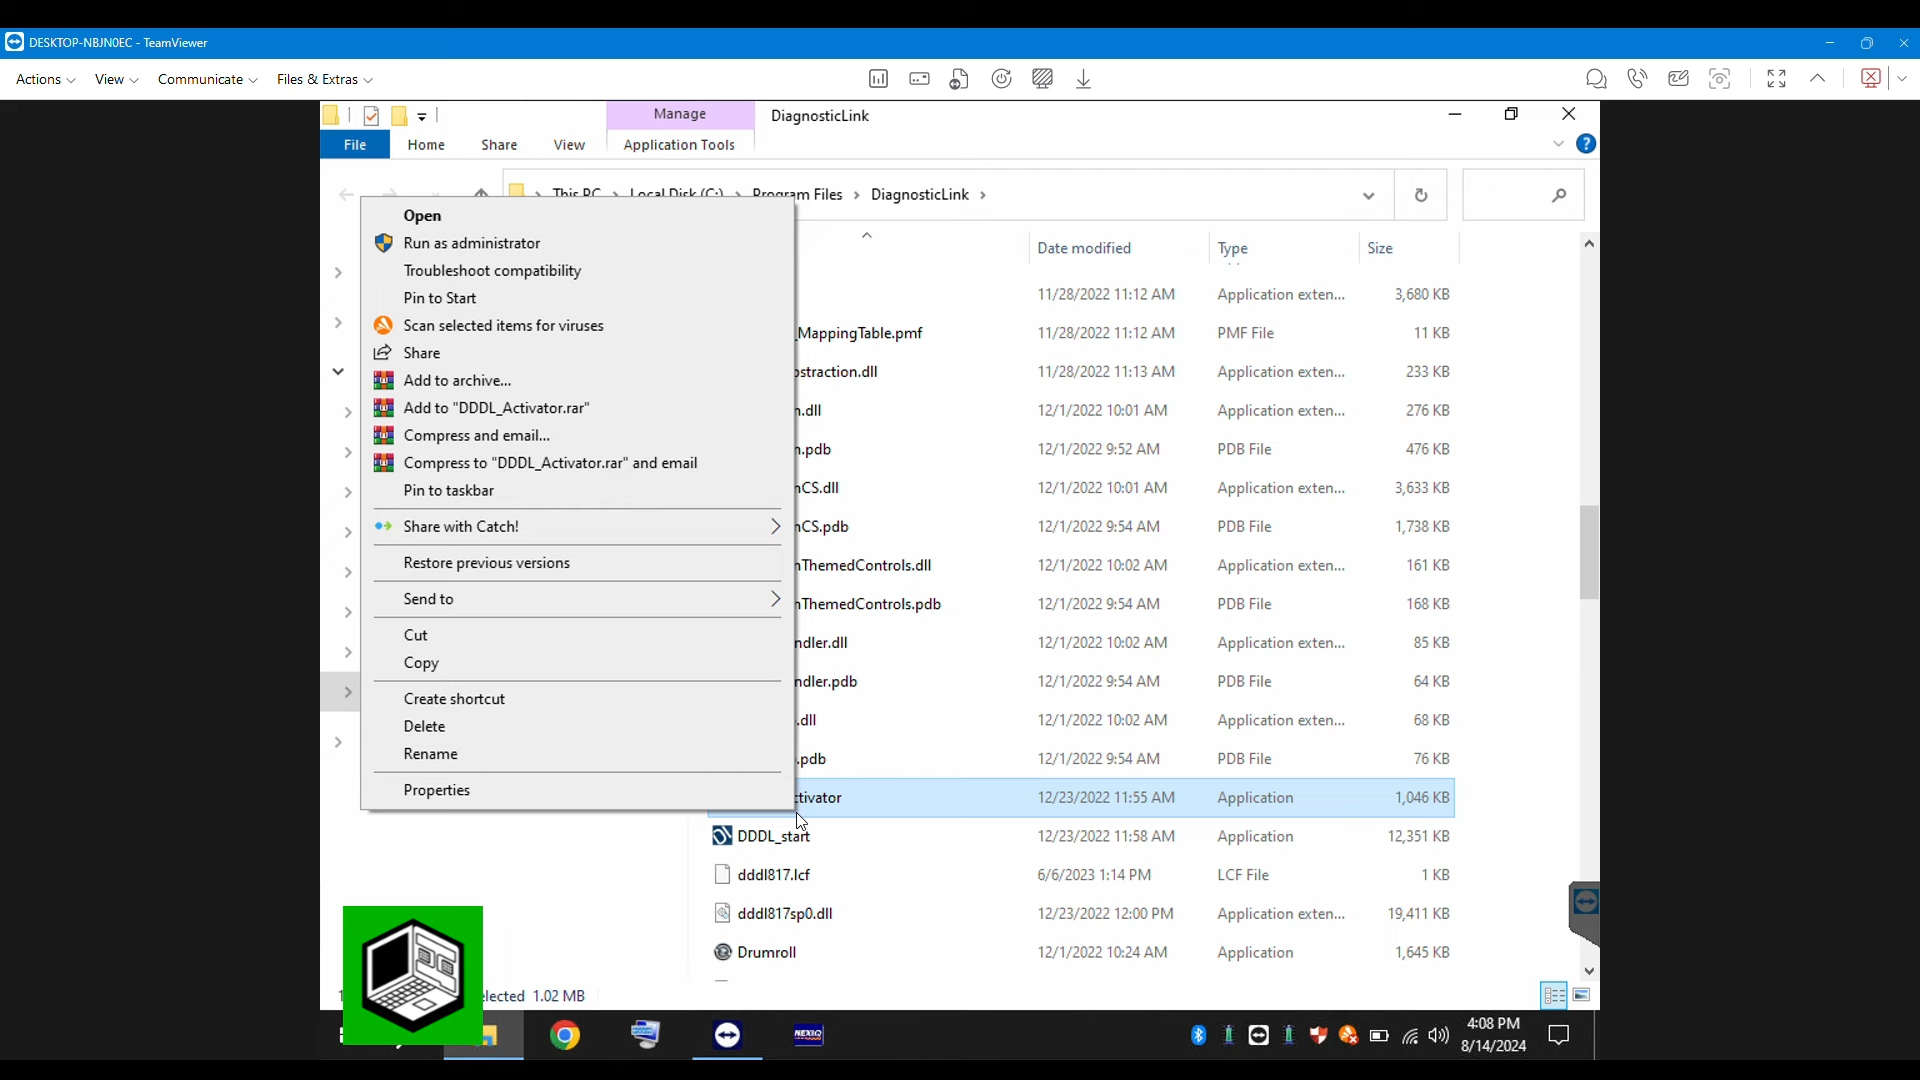 DESKTOP-NBJN0EC - TeamViewer
Actions View Communicate Files & Extras
Manage DiagnosticLink
File Home Share View Application Tools
This PC Local Disk (C:) Program Files DiagnosticLink
Date modified Type Size
11/28/2022 11:12 AM Application exten... 3,680 KB
_MappingTable.pmf 11/28/2022 11:12 AM PMF File 11 KB
straction.dll 11/28/2022 11:13 AM Application exten... 233 KB
n.dll 12/1/2022 10:01 AM Application exten... 276 KB
n.pdb 12/1/2022 9:52 AM PDB File 476 KB
nCS.dll 12/1/2022 10:01 AM Application exten... 3,633 KB
nCS.pdb 12/1/2022 9:54 AM PDB File 1,738 KB
nThemedControls.dll 12/1/2022 10:02 AM Application exten... 161 KB
nThemedControls.pdb 12/1/2022 9:54 AM PDB File 168 KB
ndler.dll 12/1/2022 10:02 AM Application exten... 85 KB
ndler.pdb 12/1/2022 9:54 AM PDB File 64 KB
.dll 12/1/2022 10:02 AM Application exten... 68 KB
.pdb 12/1/2022 9:54 AM PDB File 76 KB
ctivator 12/23/2022 11:55 AM Application 1,046 KB
DDDL_start 12/23/2022 11:58 AM Application 12,351 KB
dddl817.lcf 6/6/2023 1:14 PM LCF File 1 KB
dddl817sp0.dll 12/23/2022 12:00 PM Application exten... 19,411 KB
Drumroll 12/1/2022 10:24 AM Application 1,645 KB
Open
Run as administrator
Troubleshoot compatibility
Pin to Start
Scan selected items for viruses
Share
Add to archive...
Add to "DDDL_Activator.rar"
Compress and email...
Compress to "DDDL_Activator.rar" and email
Pin to taskbar
Share with Catch!
Restore previous versions
Send to
Cut
Copy
Create shortcut
Delete
Rename
Properties
elected 1.02 MB
NEXIQ
4:08 PM
8/14/2024